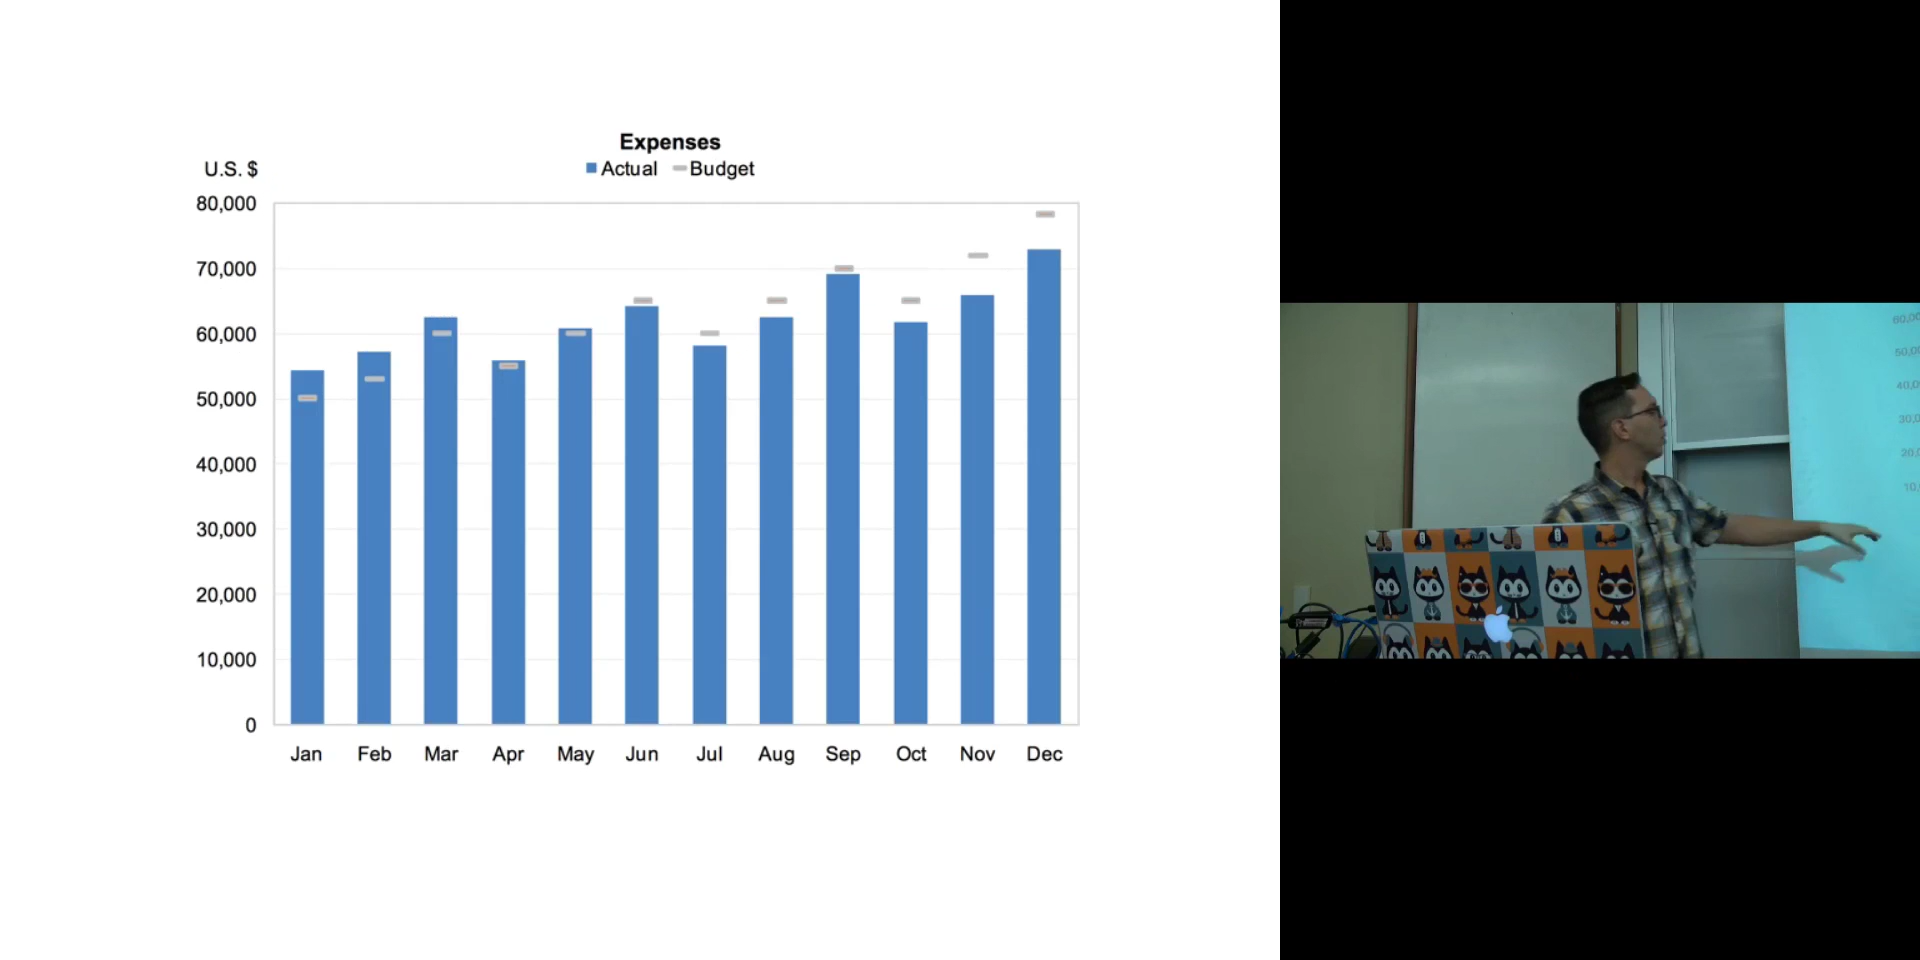 Expenses
U.S. $
Actual Budget
80,000
70,000
60,000
50,000
40,000
30,000
20,000
10,000
0
Jan Feb Mar Apr May Jun Jul Aug Sep Oct Nov Dec